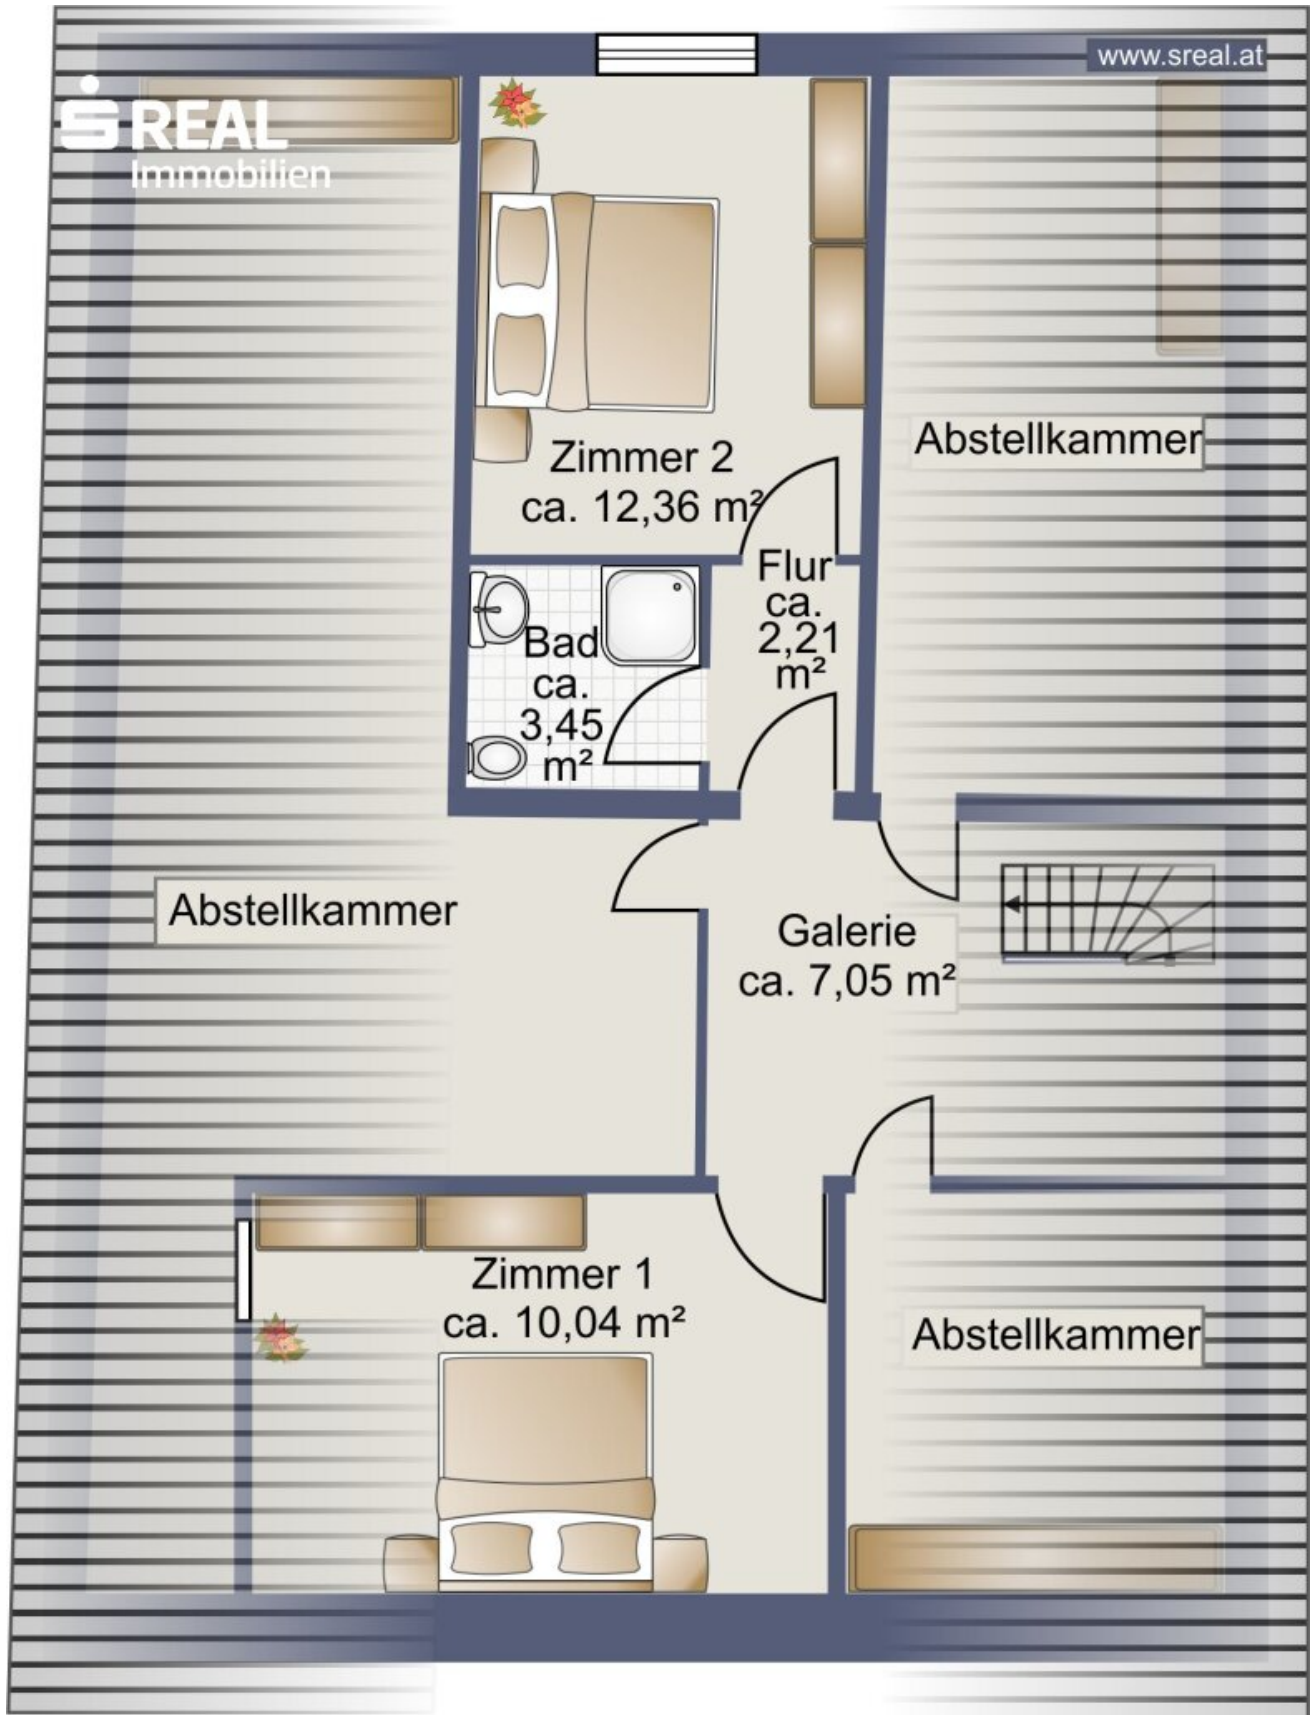 www.sreal.at
S REAL
Immobilien
Zimmer 2
ca. 12,36 m²
Abstellkammer
Flur
ca.
2,21
m²
Bad
ca.
3,45
m²
Abstellkammer
Galerie
ca. 7,05 m²
Zimmer 1
ca. 10,04 m²
Abstellkammer